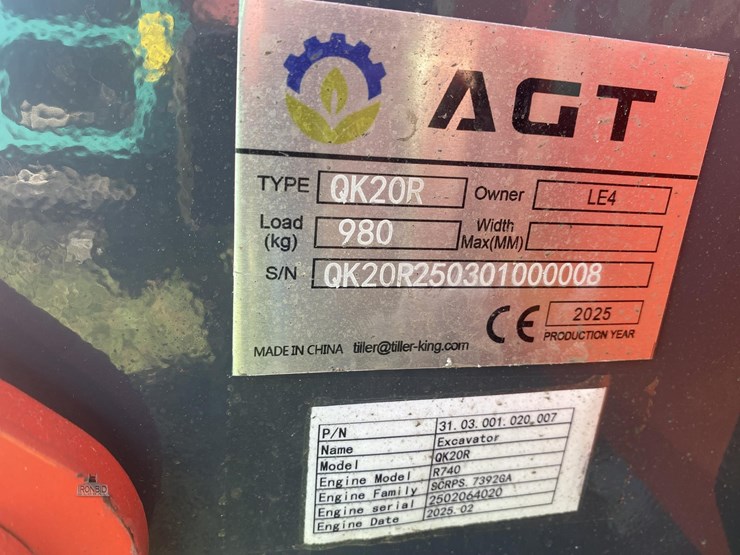 AGT
TYPE QK20R Owner LE4
Load (kg) 980 Width Max(MM)
S/N QK20R250301000008
CE 2025
MADE IN CHINA tiller@tiller-king.com PRODUCTION YEAR
P/N 31.03.001.020.007
Name Excavator
Model QK20R
Engine Model R740
Engine Family SCRPS.7392GA
Engine serial 2502064020
Engine Date 2025.02
RONBID